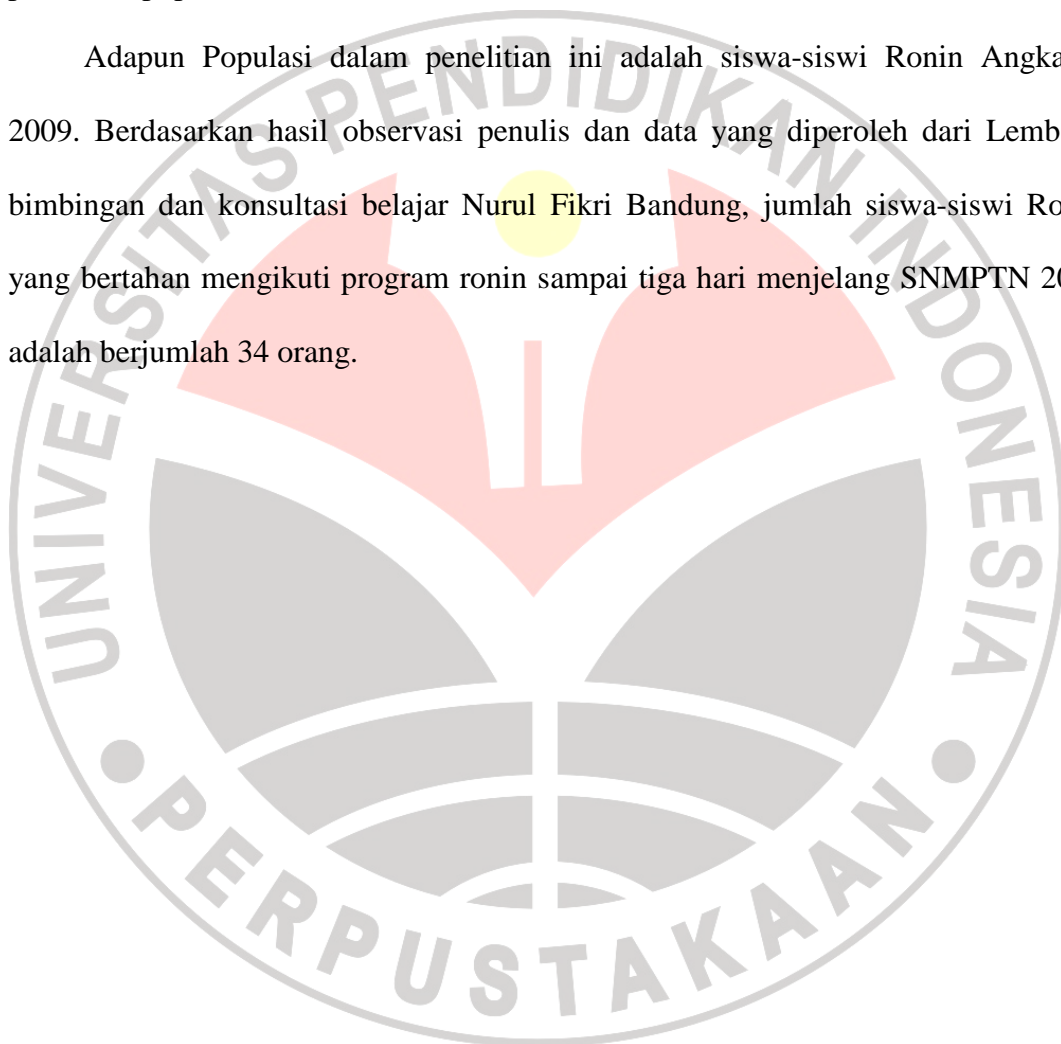 Adapun Populasi dalam penelitian ini adalah siswa-siswi Ronin Angka
2009. Berdasarkan hasil observasi penulis dan data yang diperoleh dari Lemb
bimbingan dan konsultasi belajar Nurul Fikri Bandung, jumlah siswa-siswi Ro
yang bertahan mengikuti program ronin sampai tiga hari menjelang SNMPTN 20
adalah berjumlah 34 orang.
UNIVERSITAS PENDIDIKAN INDONESIA
PERPUSTAKAAN